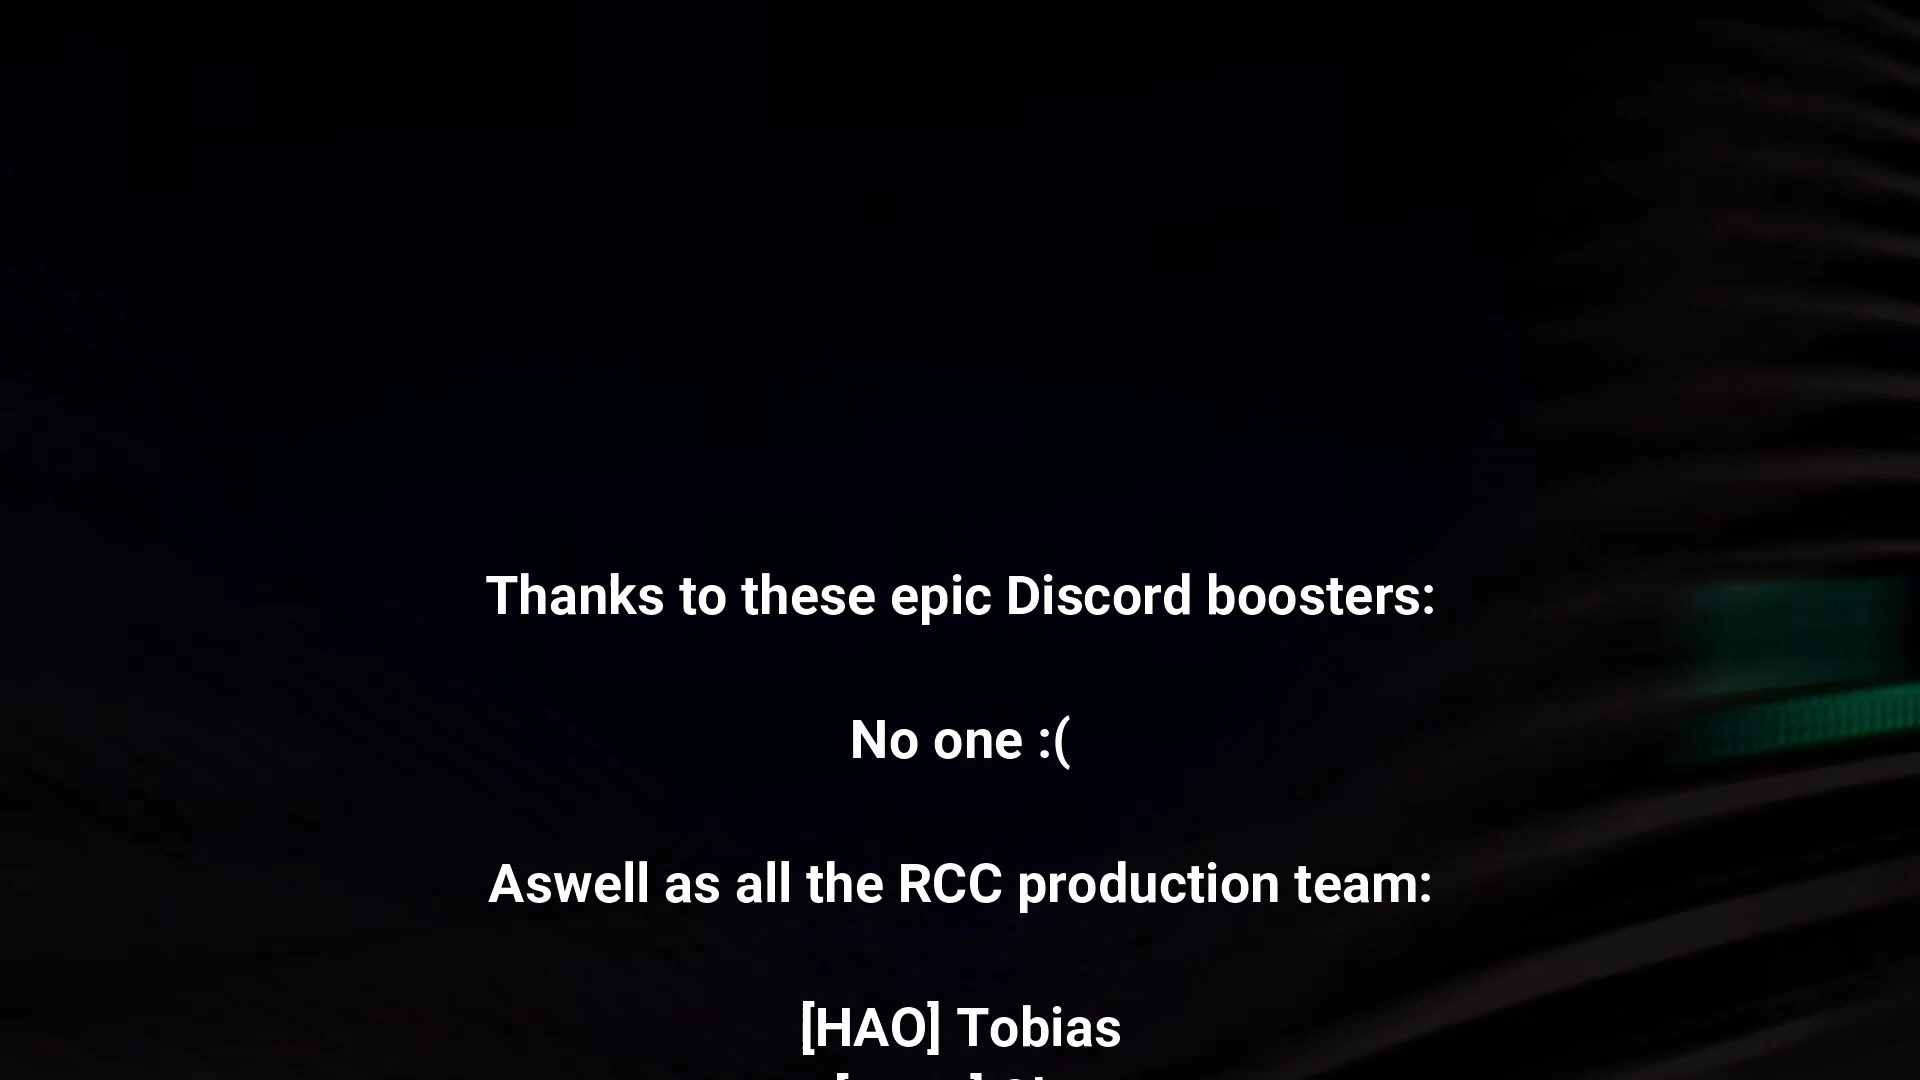 Thanks to these epic Discord boosters:
No one :(
Aswell as all the RCC production team:
[HAO] Tobias